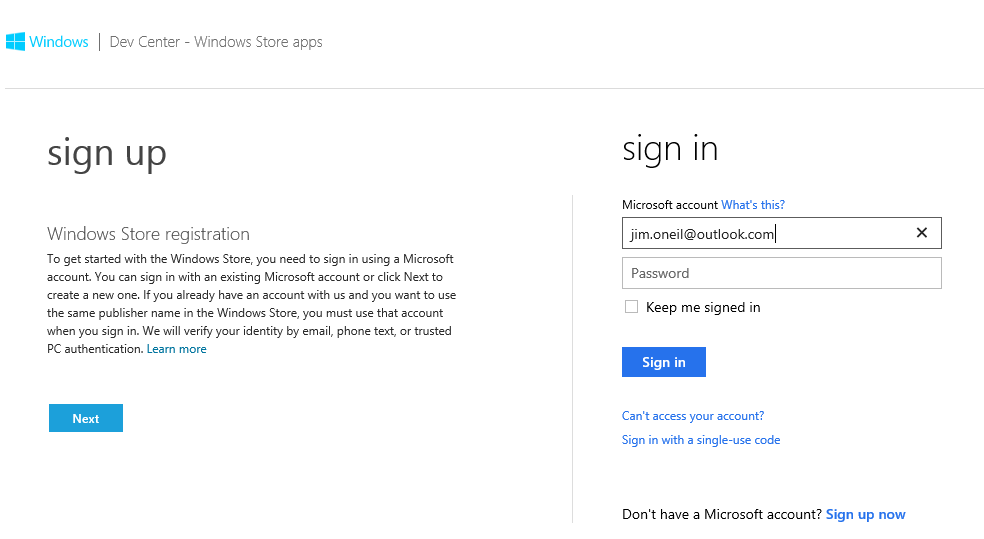 Windows | Dev Center - Windows Store apps
sign up
Windows Store registration
To get started with the Windows Store, you need to sign in using a Microsoft
account. You can sign in with an existing Microsoft account or click Next to
create a new one. If you already have an account with us and you want to use
the same publisher name in the Windows Store, you must use that account
when you sign in. We will verify your identity by email, phone text, or trusted
PC authentication. Learn more
Next
sign in
Microsoft account What's this?
jim.oneil@outlook.com
Password
Keep me signed in
Sign in
Can't access your account?
Sign in with a single-use code
Don't have a Microsoft account? Sign up now